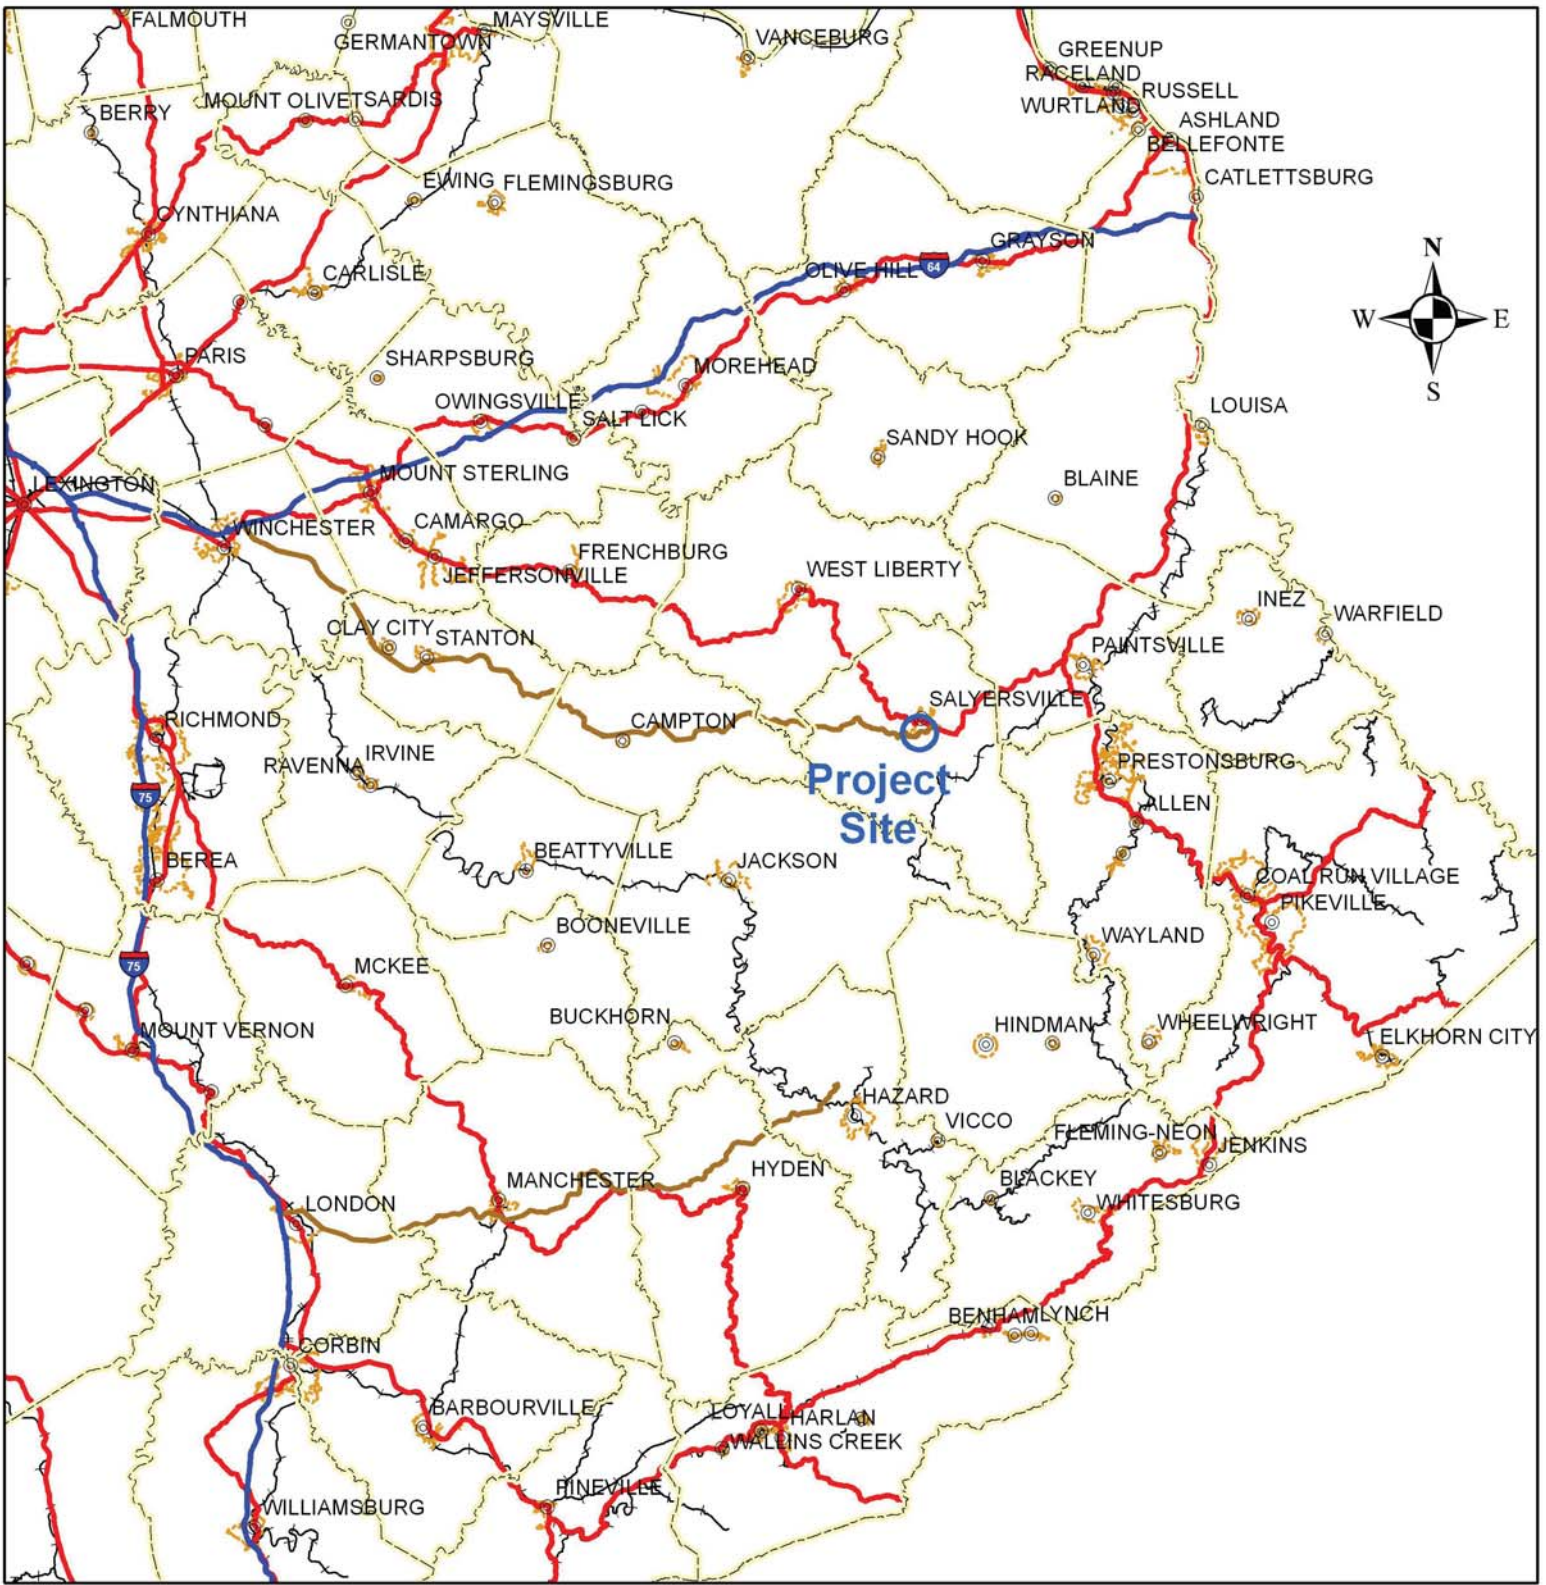 FALMOUTH
MAYSVILLE
GERMANTOWN
VANCEBURG
GREENUP
RACELAND
RUSSELL
WURTLAND
MOUNT OLIVET
SARDIS
BERRY
ASHLAND
BELLEFONTE
CATLETTSBURG
EWING
FLEMINGSBURG
CYNTHIANA
GRAYSON
N
CARLISLE
OLIVE HILL
64
W
E
S
PARIS
SHARPSBURG
MOREHEAD
OWINGSVILLE
SALT LICK
LOUISA
SANDY HOOK
MOUNT STERLING
BLAINE
LEXINGTON
WINCHESTER
CAMARGO
FRENCHBURG
JEFFERSONVILLE
WEST LIBERTY
INEZ
WARFIELD
CLAY CITY
STANTON
PAINTSVILLE
SALYERSVILLE
RICHMOND
CAMPTON
IRVINE
RAVENNA
PRESTONSBURG
Project
Site
75
ALLEN
BEREA
BEATTYVILLE
JACKSON
COAL RUN VILLAGE
PIKEVILLE
BOONEVILLE
WAYLAND
75
MCKEE
BUCKHORN
HINDMAN
WHEELWRIGHT
MOUNT VERNON
ELKHORN CITY
HAZARD
VICCO
FLEMING-NEON
JENKINS
HYDEN
MANCHESTER
BLACKEY
LONDON
WHITESBURG
BENHAM
LYNCH
CORBIN
BARBOURVILLE
LOYALL
HARLAN
WALLINS CREEK
PINEVILLE
WILLIAMSBURG